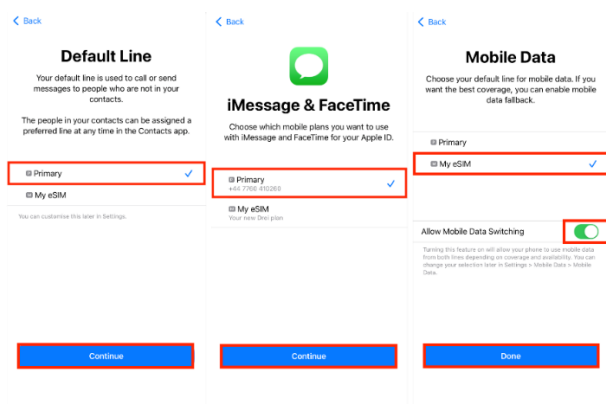 Back
Default Line
Your default line is used to call or send
messages to people who are not in your
contacts.
The people in your contacts can be assigned a
preferred line at any time in the Contacts app.
Primary
My eSIM
You can customise this later in Settings.
Continue
Back
iMessage & FaceTime
Choose which mobile plans you want to use
with iMessage and FaceTime for your Apple ID.
Primary
+44 7760 410268
My eSIM
Your new Drei plan
Continue
Back
Mobile Data
Choose your default line for mobile data. If you
want the best coverage, you can enable mobile
data fallback.
Primary
My eSIM
Allow Mobile Data Switching
Turning this feature on will allow your phone to use mobile data
from both lines depending on coverage and availability. You can
change your selection later in Settings > Mobile Data > Mobile
Data.
Done